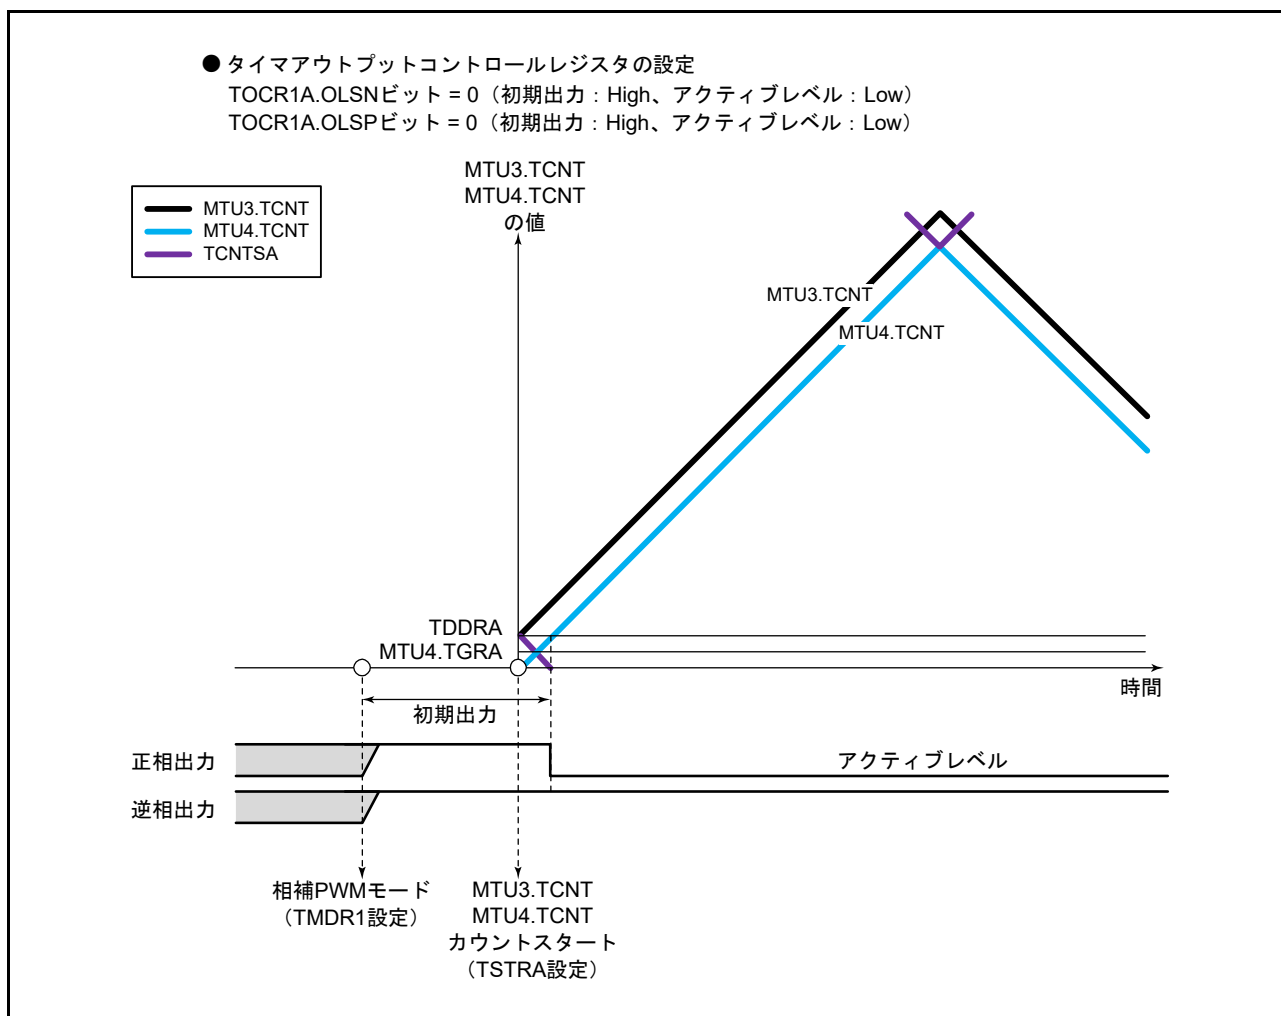 ● タイマアウトプットコントロールレジスタの設定
TOCR1A.OLSNビット = 0（初期出力：High、アクティブレベル：Low）
TOCR1A.OLSPビット = 0（初期出力：High、アクティブレベル：Low）
MTU3.TCNT
MTU4.TCNT
の値
MTU3.TCNT
MTU4.TCNT
TCNTSA
MTU3.TCNT
MTU4.TCNT
TDDRA
MTU4.TGRA
時間
初期出力
正相出力
アクティブレベル
逆相出力
相補PWMモード
（TMDR1設定）
MTU3.TCNT
MTU4.TCNT
カウントスタート
（TSTRA設定）